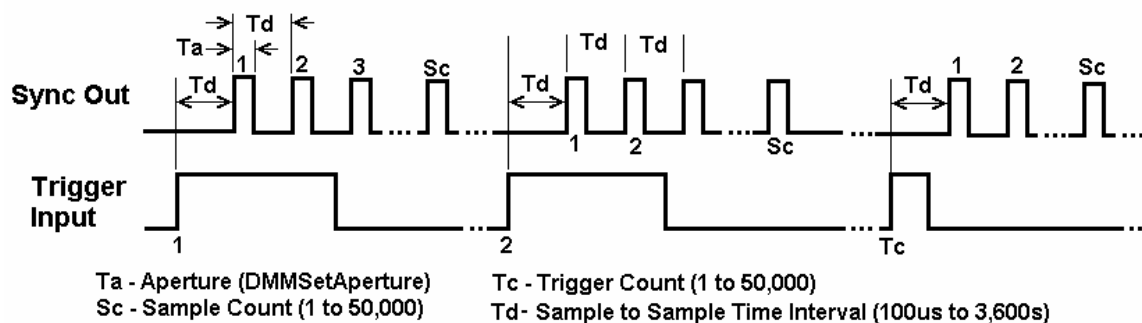 Td
Ta
1 2 3 Sc
Sync Out
Td
Td Td
Td
1 2 Sc
1 2 Sc
Td
Trigger
Input
1 2 Tc
Ta - Aperture (DMMSetAperture)
Sc - Sample Count (1 to 50,000)
Tc - Trigger Count (1 to 50,000)
Td- Sample to Sample Time Interval (100us to 3,600s)